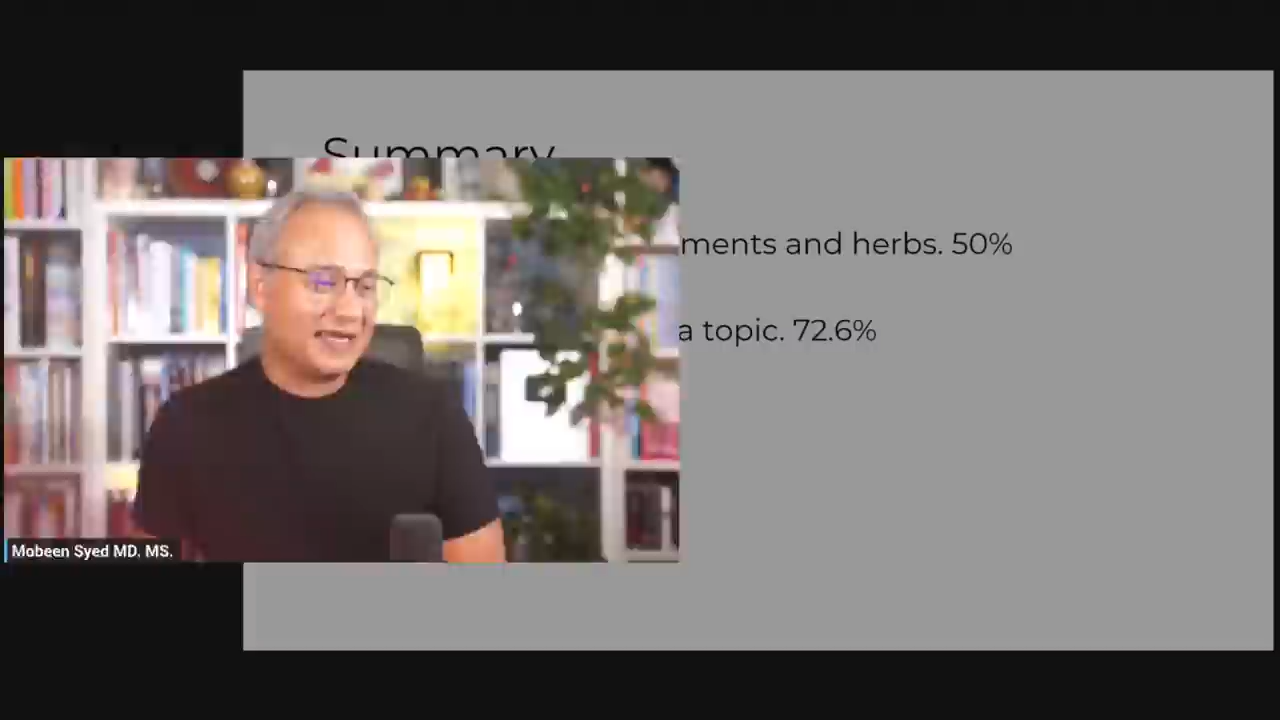 Summary
ments and herbs. 50%
a topic. 72.6%
Mobeen Syed MD, MS.